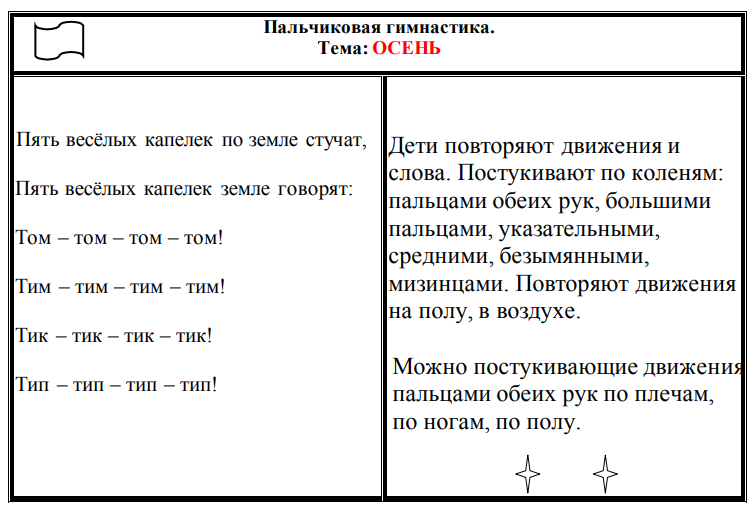 Пальчиковая гимнастика.
Тема: ОСЕНЬ
Пять весёлых капелек по земле стучат,
Пять весёлых капелек земле говорят:
Том – том – том – том!
Тим – тим – тим – тим!
Тик – тик – тик – тик!
Тип – тип – тип – тип!
Дети повторяют движения и
слова. Постукивают по коленям:
пальцами обеих рук, большими
пальцами, указательными,
средними, безымянными,
мизинцами. Повторяют движения
на полу, в воздухе.
Можно постукивающие движения
пальцами обеих рук по плечам,
по ногам, по полу.